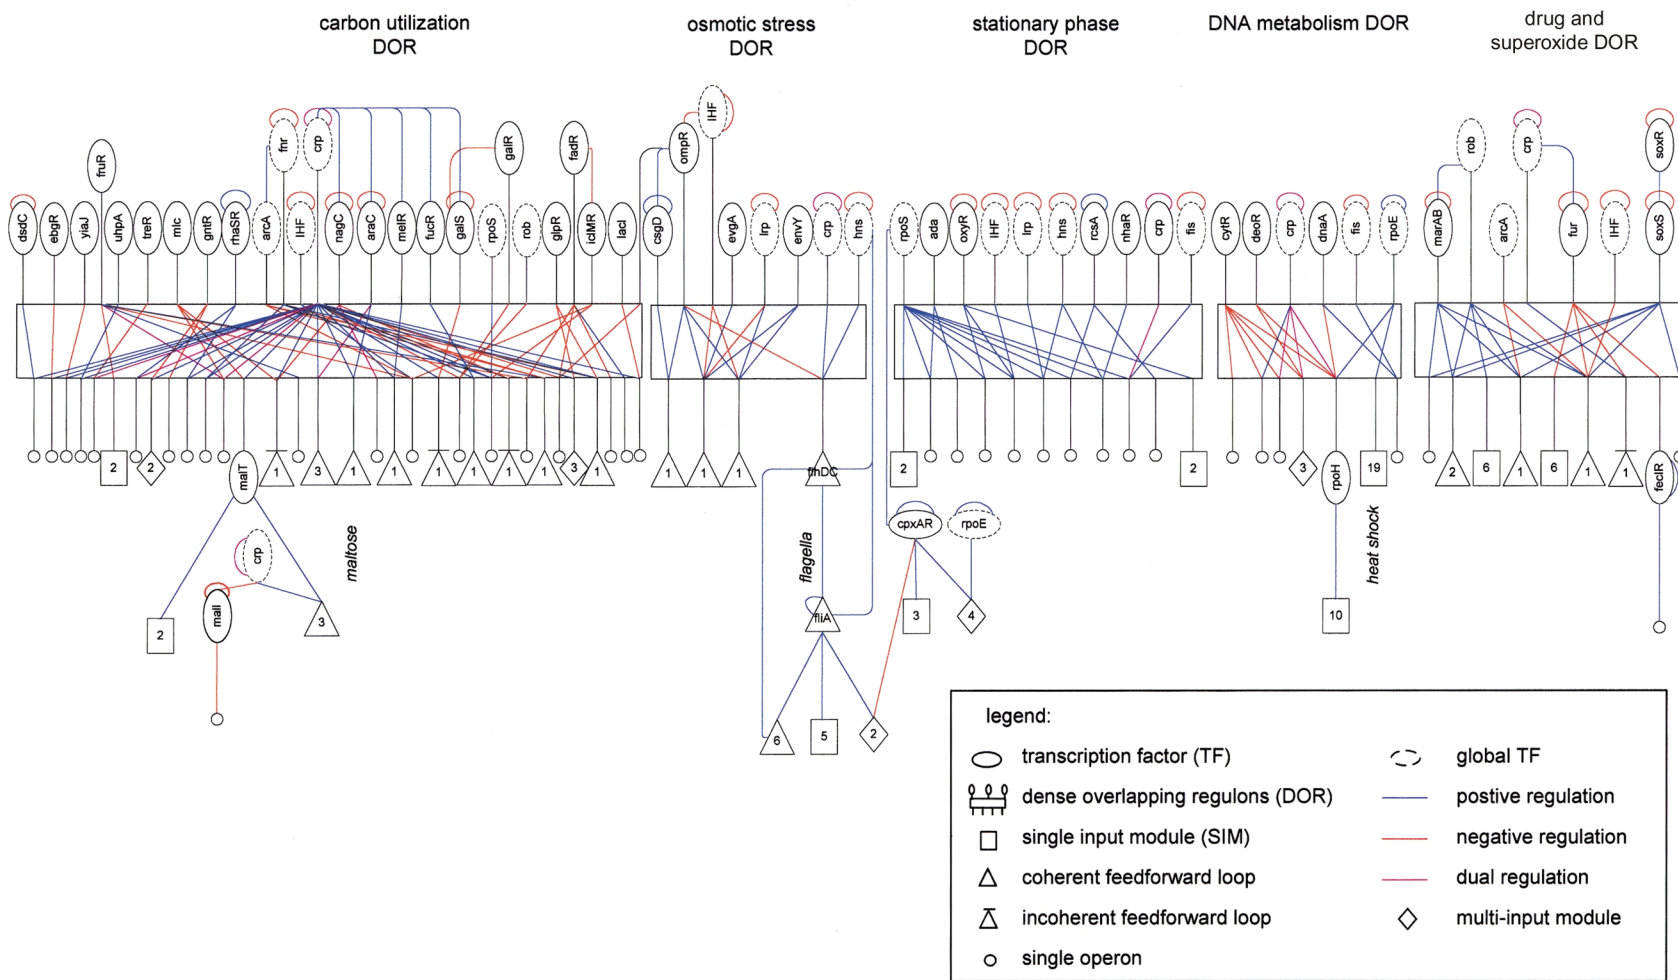 carbon utilization
DOR
osmotic stress
DOR
stationary phase
DOR
DNA metabolism DOR
drug and
superoxide DOR
fruR
fnr
crp
galR
fadR
ompR
IHF
rob
crp
soxR
dsdC
ebgR
yiaJ
uhpA
treR
mlc
gntR
rhaSR
arcA
IHF
nagC
araC
melR
fucR
galS
rpoS
rob
glpR
iclMR
lacI
csgD
evgA
lrp
envY
crp
hns
rpoS
ada
oxyR
IHF
lrp
hns
rcsA
nhaR
crp
fis
cytR
deoR
crp
dnaA
fis
rpoE
marAB
arcA
fur
IHF
soxS
2
2
malT
1
3
1
1
1
1
1
1
3
1
1
1
1
flhDC
2
2
3
rpoH
19
2
6
1
6
1
1
fecIR
cpxAR
rpoE
crp
maltose
flagella
heat shock
malI
2
3
fliA
3
4
10
6
5
2
legend:
transcription factor (TF)
global TF
dense overlapping regulons (DOR)
postive regulation
single input module (SIM)
negative regulation
coherent feedforward loop
dual regulation
incoherent feedforward loop
multi-input module
single operon